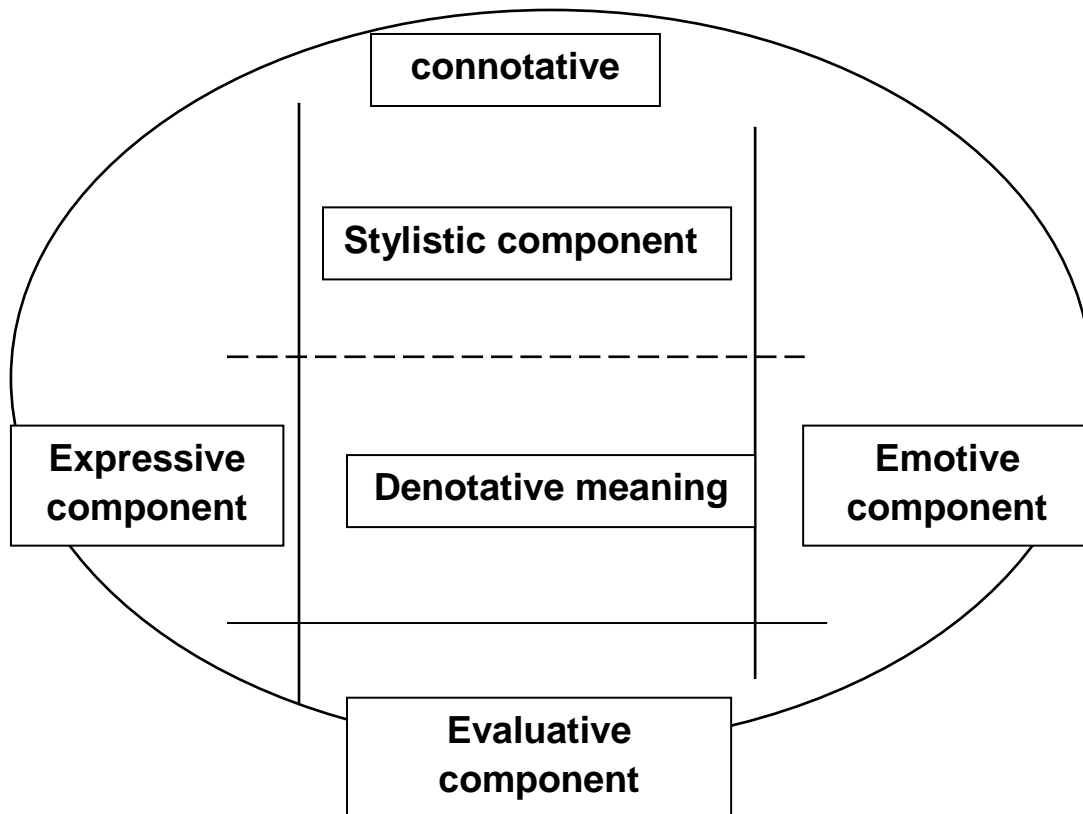 connotative
Stylistic component
Expressive
component
Denotative meaning
Emotive
component
Evaluative
component